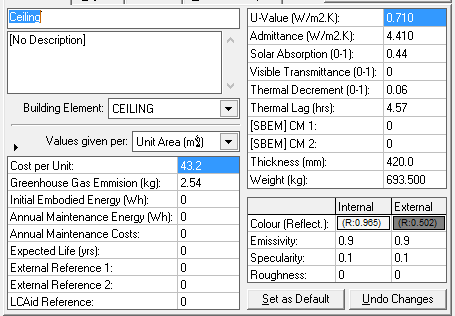 Ceiling
[No Description]
Building Element: CEILING
Values given per: Unit Area (m²)
Cost per Unit: 43.2
Greenhouse Gas Emmision (kg): 2.54
Initial Embodied Energy (Wh): 0
Annual Maintenance Energy (Wh): 0
Annual Maintenance Costs: 0
Expected Life (yrs): 0
External Reference 1: 0
External Reference 2: 0
LCAid Reference: 0
U-Value (W/m2.K): 0.710
Admittance (W/m2.K): 4.410
Solar Absorption (0-1): 0.44
Visible Transmittance (0-1): 0
Thermal Decrement (0-1): 0.06
Thermal Lag (hrs): 4.57
[SBEM] CM 1: 0
[SBEM] CM 2: 0
Thickness (mm): 420.0
Weight (kg): 693.500
Internal External
Colour (Reflect.): (R:0.965) (R:0.502)
Emissivity: 0.9 0.9
Specularity: 0.1 0.1
Roughness: 0 0
Set as Default Undo Changes